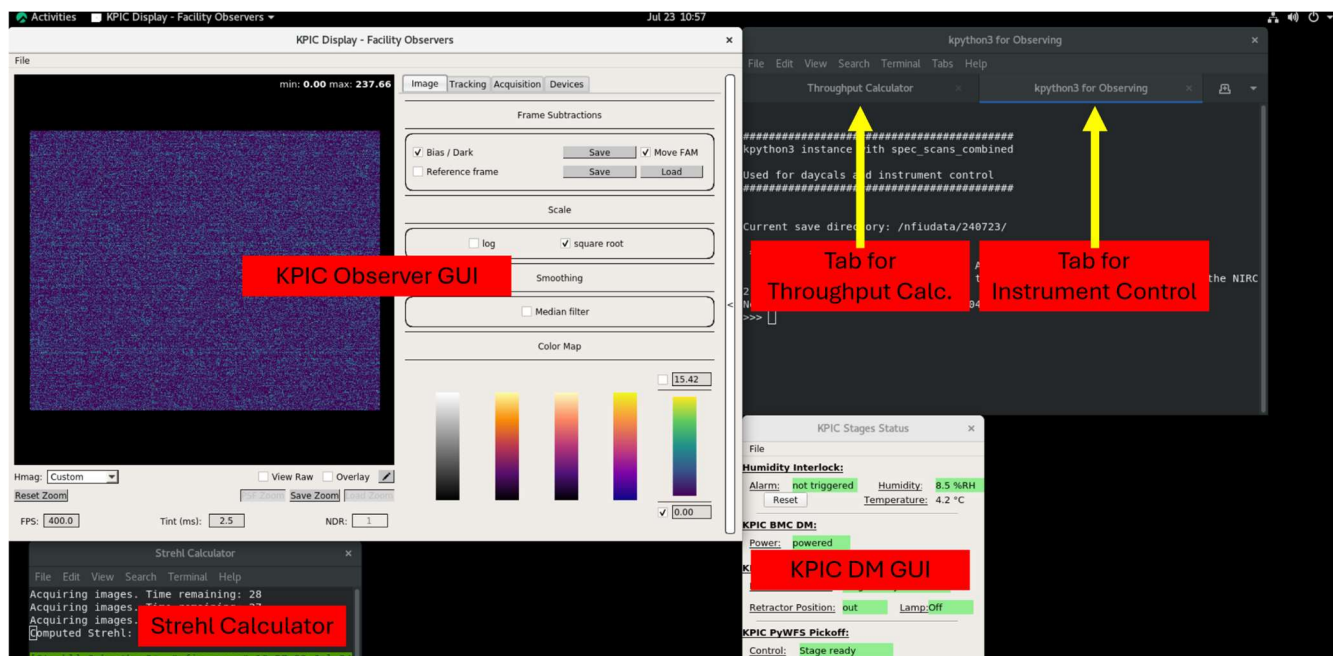 Activities KPIC Display - Facility Observers Jul 23 10:57
KPIC Display - Facility Observers ×
File
min: 0.00 max: 237.66
Image Tracking Acquisition Devices
Frame Subtractions
Bias / Dark Save Move FAM
Reference frame Save Load
Scale
log square root
Smoothing
Median filter
Color Map
15.42
0.00
KPIC Observer GUI
Hmag: Custom View Raw Overlay
Reset Zoom Save Zoom
FPS: 400.0 Tint (ms): 2.5 NDR: 1
kpython3 for Observing ×
File Edit View Search Terminal Tabs Help
Throughput Calculator × kpython3 for Observing ×
###########################################
kpython3 instance with spec_scans_combined
Used for daycals and instrument control
###########################################
Current save directory: /nfiudata/240723/
the NIRC
>>>
Tab for
Throughput Calc.
Tab for
Instrument Control
KPIC Stages Status ×
File
Humidity Interlock:
Alarm: not triggered Humidity: 8.5 %RH
Reset Temperature: 4.2 °C
KPIC BMC DM:
Power: powered
KPIC DM GUI
Retractor Position: out Lamp:Off
KPIC PyWFS Pickoff:
Control: Stage ready
Strehl Calculator ×
File Edit View Search Terminal Help
Acquiring images. Time remaining: 28
Acquiring images.
Acquiring images.
Computed Strehl:
Strehl Calculator